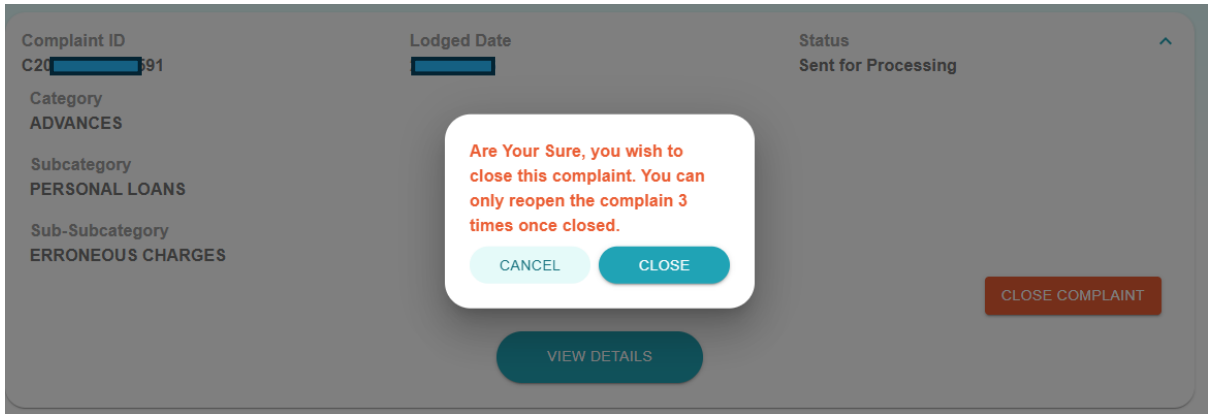 Complaint ID
C20 691
Lodged Date
Status
Sent for Processing
Category
ADVANCES
Subcategory
PERSONAL LOANS
Sub-Subcategory
ERRONEOUS CHARGES
Are Your Sure, you wish to
close this complaint. You can
only reopen the complain 3
times once closed.
CANCEL
CLOSE
CLOSE COMPLAINT
VIEW DETAILS